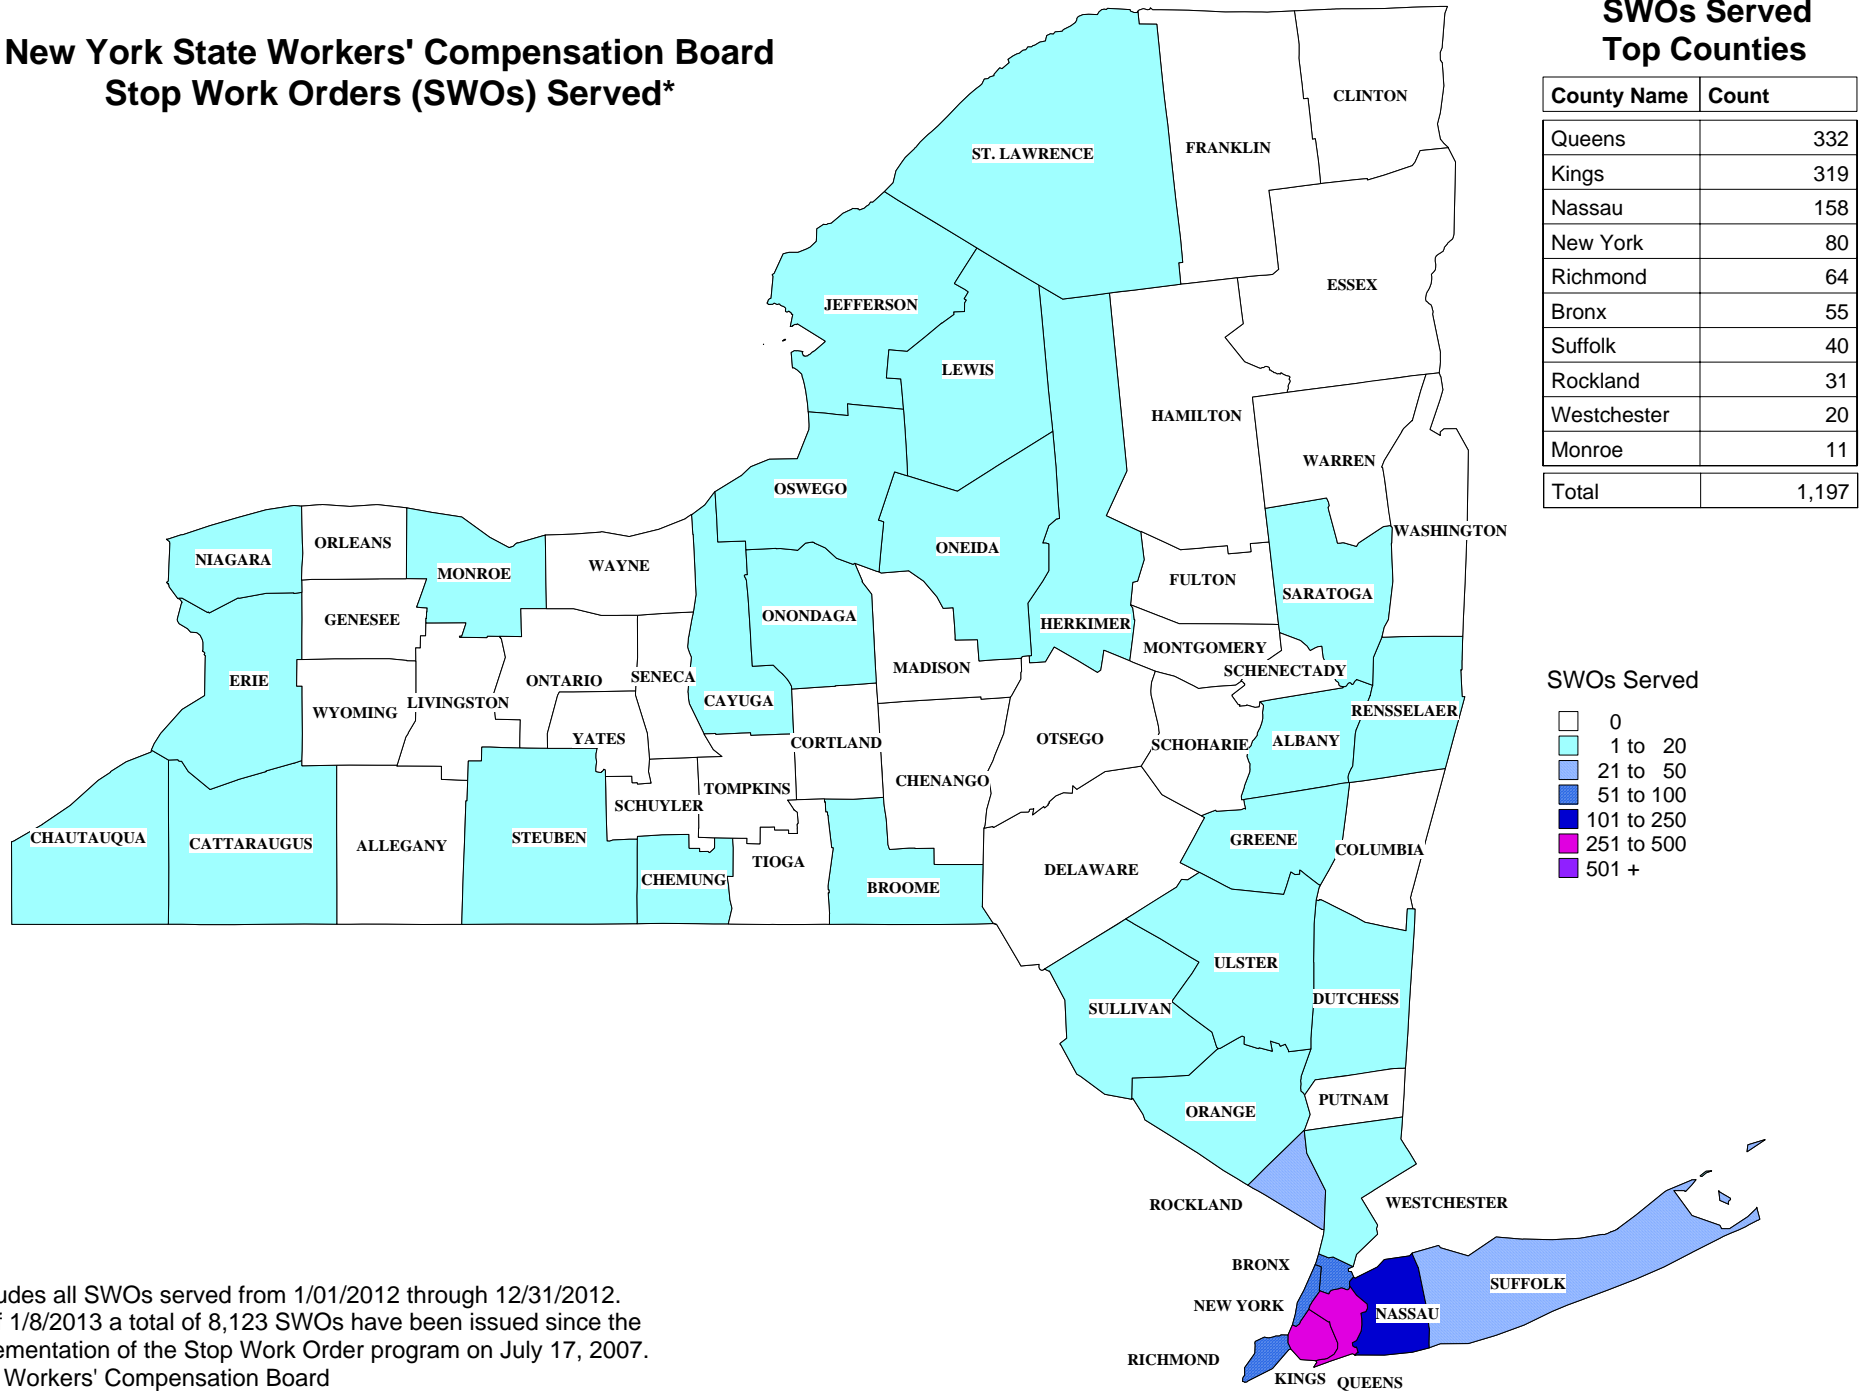 New York State Workers' Compensation Board
Stop Work Orders (SWOs) Served*
SWOs Served
Top Counties
County Name Count
Queens 332
Kings 319
Nassau 158
New York 80
Richmond 64
Bronx 55
Suffolk 40
Rockland 31
Westchester 20
Monroe 11
Total 1,197
CLINTON
FRANKLIN
ST. LAWRENCE
ESSEX
JEFFERSON
LEWIS
HAMILTON
WARREN
OSWEGO
WASHINGTON
ONEIDA
ORLEANS
NIAGARA
MONROE
WAYNE
FULTON
SARATOGA
GENESEE
ONONDAGA
HERKIMER
MONTGOMERY
MADISON
SCHENECTADY
ERIE
ONTARIO
SENECA
CAYUGA
LIVINGSTON
WYOMING
RENSSELAER
YATES
CORTLAND
OTSEGO
SCHOHARIE
ALBANY
CHENANGO
TOMPKINS
SCHUYLER
CHAUTAUQUA
CATTARAUGUS
ALLEGANY
STEUBEN
GREENE
COLUMBIA
TIOGA
DELAWARE
CHEMUNG
BROOME
ULSTER
DUTCHESS
SULLIVAN
PUTNAM
ORANGE
ROCKLAND
WESTCHESTER
BRONX
SUFFOLK
NEW YORK
NASSAU
RICHMOND
KINGS
QUEENS
SWOs Served
0
1 to 20
21 to 50
51 to 100
101 to 250
251 to 500
501 +
udes all SWOs served from 1/01/2012 through 12/31/2012.
1/8/2013 a total of 8,123 SWOs have been issued since the
ementation of the Stop Work Order program on July 17, 2007.
Workers' Compensation Board